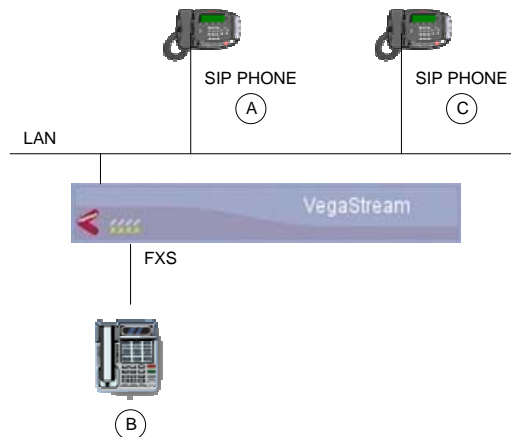 SIP PHONE
SIP PHONE
A
C
LAN
VegaStream
FXS
B